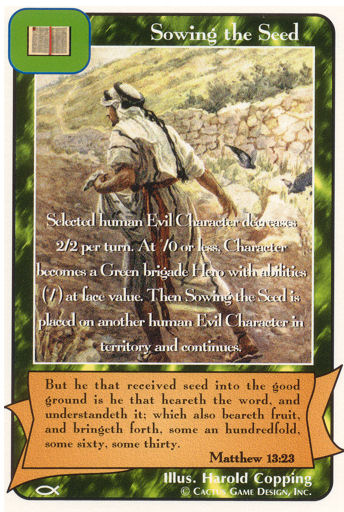 Sowing the Seed
Selected human Evil Character decreases
2/2 per turn. At */0 or less, Character
becomes a Green brigade Hero with abilities
(*/*) at face value. Then Sowing the Seed is
placed on another human Evil Character in
territory and continues.
But he that received seed into the good
ground is he that heareth the word, and
understandeth it; which also beareth fruit,
and bringeth forth, some an hundredfold,
some sixty, some thirty.
Matthew 13:23
Illus. Harold Copping
© Cactus Game Design, Inc.